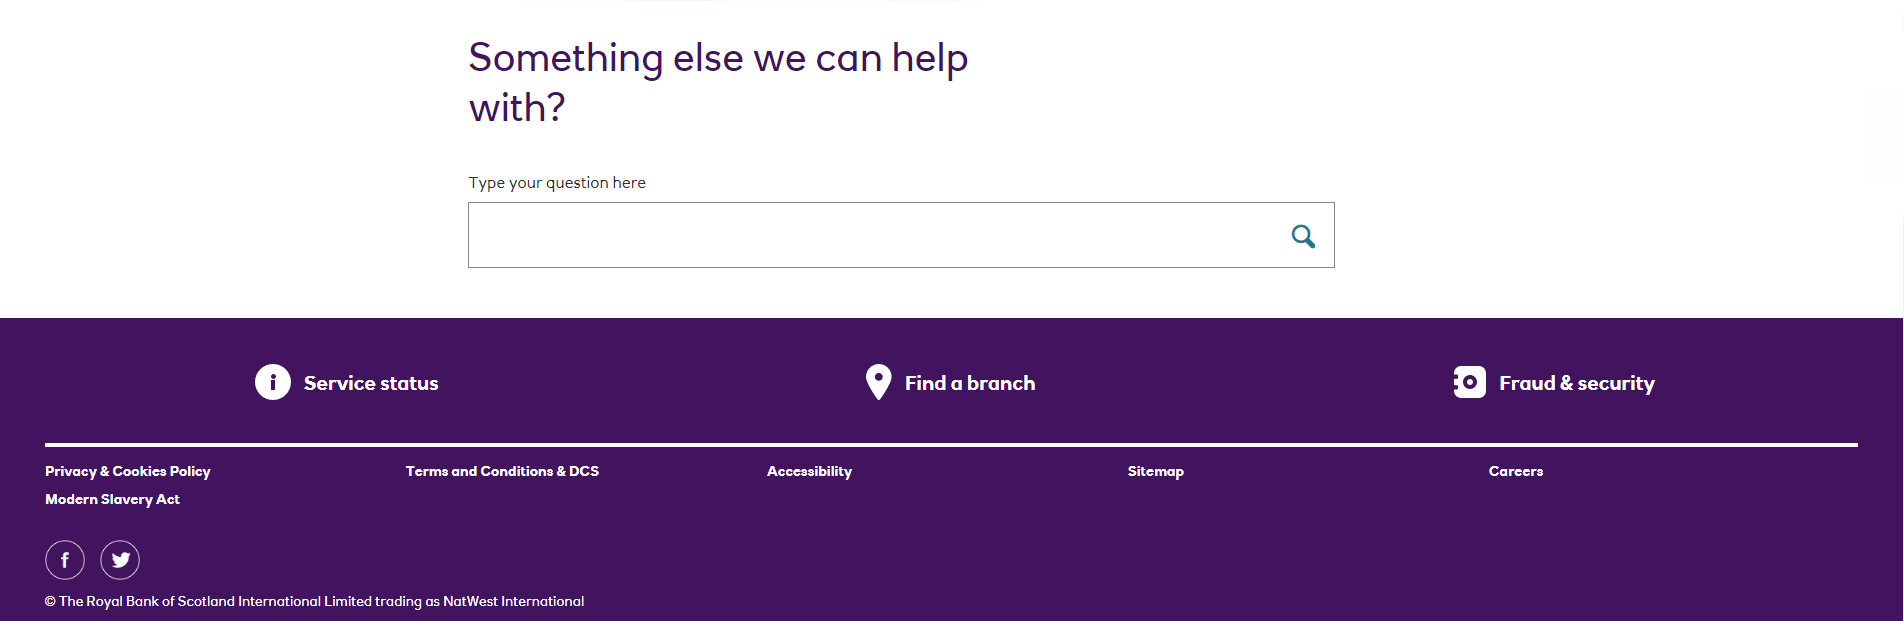 Something else we can help
with?
Type your question here
Service status
Find a branch
Fraud & security
Privacy & Cookies Policy
Terms and Conditions & DCS
Accessibility
Sitemap
Careers
Modern Slavery Act
© The Royal Bank of Scotland International Limited trading as NatWest International